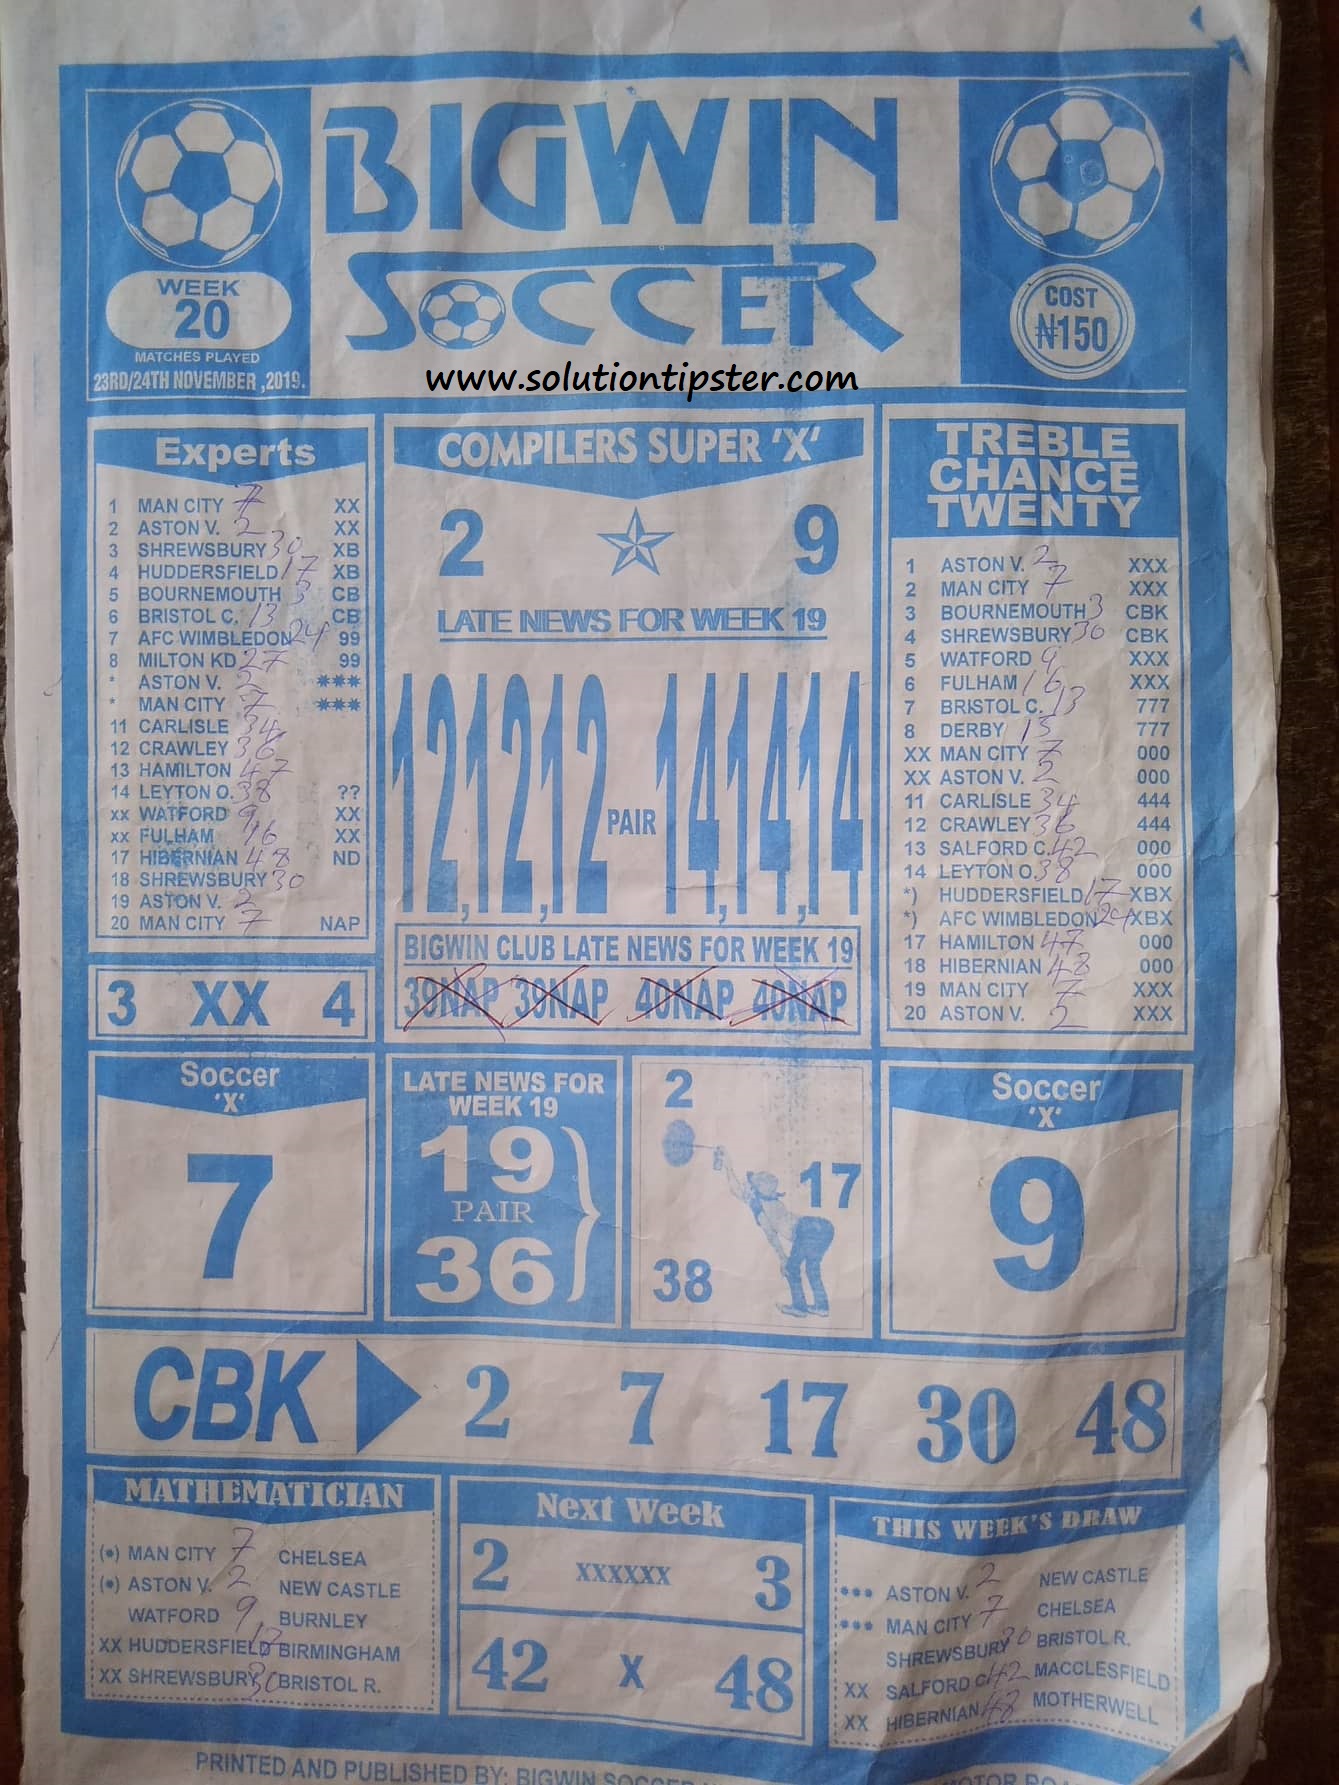 BIGWIN
SOCCER
WEEK
20
MATCHES PLAYED
23RD/24TH NOVEMBER ,2019.
COST
₦150
www.solutiontipster.com
Experts
1 MAN CITY 7 XX
2 ASTON V. 2 XX
3 SHREWSBURY 30 XB
4 HUDDERSFIELD 17 XB
5 BOURNEMOUTH 3 CB
6 BRISTOL C. 13 CB
7 AFC WIMBLEDON 24 99
8 MILTON KD 27 99
* ASTON V. 2 ***
* MAN CITY 7 ***
11 CARLISLE 34
12 CRAWLEY 36
13 HAMILTON 47
14 LEYTON O. 38 ??
xx WATFORD 9 XX
xx FULHAM 16 XX
17 HIBERNIAN 48 ND
18 SHREWSBURY 30
19 ASTON V. 2
20 MAN CITY 7 NAP
3 XX 4
COMPILERS SUPER 'X'
2 9
LATE NEWS FOR WEEK 19
12,12,12 PAIR 14,14,14
BIGWIN CLUB LATE NEWS FOR WEEK 19
39NAP 39NAP 40NAP 40NAP
TREBLE
CHANCE
TWENTY
1 ASTON V. 2 XXX
2 MAN CITY 7 XXX
3 BOURNEMOUTH 3 CBK
4 SHREWSBURY 30 CBK
5 WATFORD 9 XXX
6 FULHAM 16 XXX
7 BRISTOL C. 13 777
8 DERBY 15 777
XX MAN CITY 7 000
XX ASTON V. 2 000
11 CARLISLE 34 444
12 CRAWLEY 36 444
13 SALFORD C. 42 000
14 LEYTON O. 38 000
*) HUDDERSFIELD 17 XBX
*) AFC WIMBLEDON 24 XBX
17 HAMILTON 47 000
18 HIBERNIAN 48 000
19 MAN CITY 7 XXX
20 ASTON V. 2 XXX
Soccer
'X'
7
LATE NEWS FOR
WEEK 19
19
PAIR
36
2
17
38
Soccer
'X'
9
CBK 2 7 17 30 48
MATHEMATICIAN
(•) MAN CITY 7 CHELSEA
(•) ASTON V. 2 NEW CASTLE
WATFORD 9 BURNLEY
XX HUDDERSFIELD 17 BIRMINGHAM
XX SHREWSBURY 30 BRISTOL R.
Next Week
2 XXXXXX 3
42 X 48
THIS WEEK'S DRAW
*** ASTON V. 2 NEW CASTLE
*** MAN CITY 7 CHELSEA
SHREWSBURY 30 BRISTOL R.
XX SALFORD C 42 MACCLESFIELD
XX HIBERNIAN 48 MOTHERWELL
PRINTED AND PUBLISHED BY: BIGWIN SOCCER